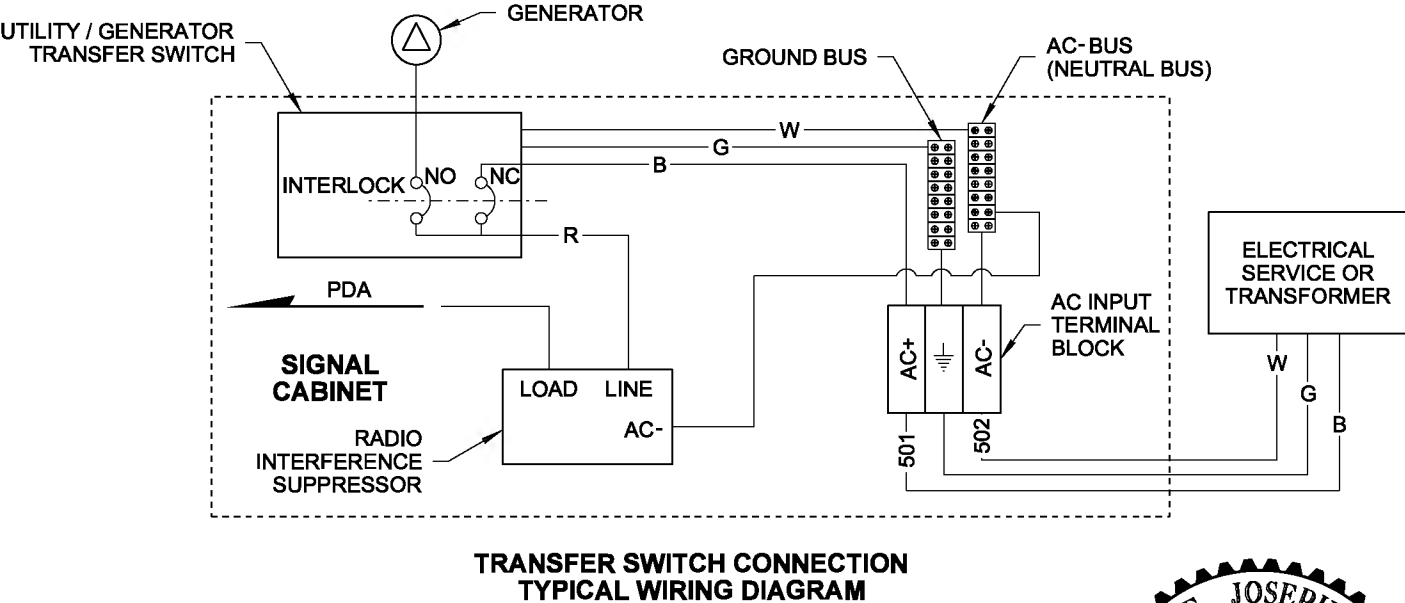 GENERATOR
UTILITY / GENERATOR
TRANSFER SWITCH
GROUND BUS
AC-BUS
(NEUTRAL BUS)
W
G
B
INTERLOCK
NO
NC
R
PDA
SIGNAL
CABINET
LOAD
LINE
AC-
RADIO
INTERFERENCE
SUPPRESSOR
AC+
AC-
AC INPUT
TERMINAL
BLOCK
501
502
ELECTRICAL
SERVICE OR
TRANSFORMER
W
G
B
TRANSFER SWITCH CONNECTION
TYPICAL WIRING DIAGRAM